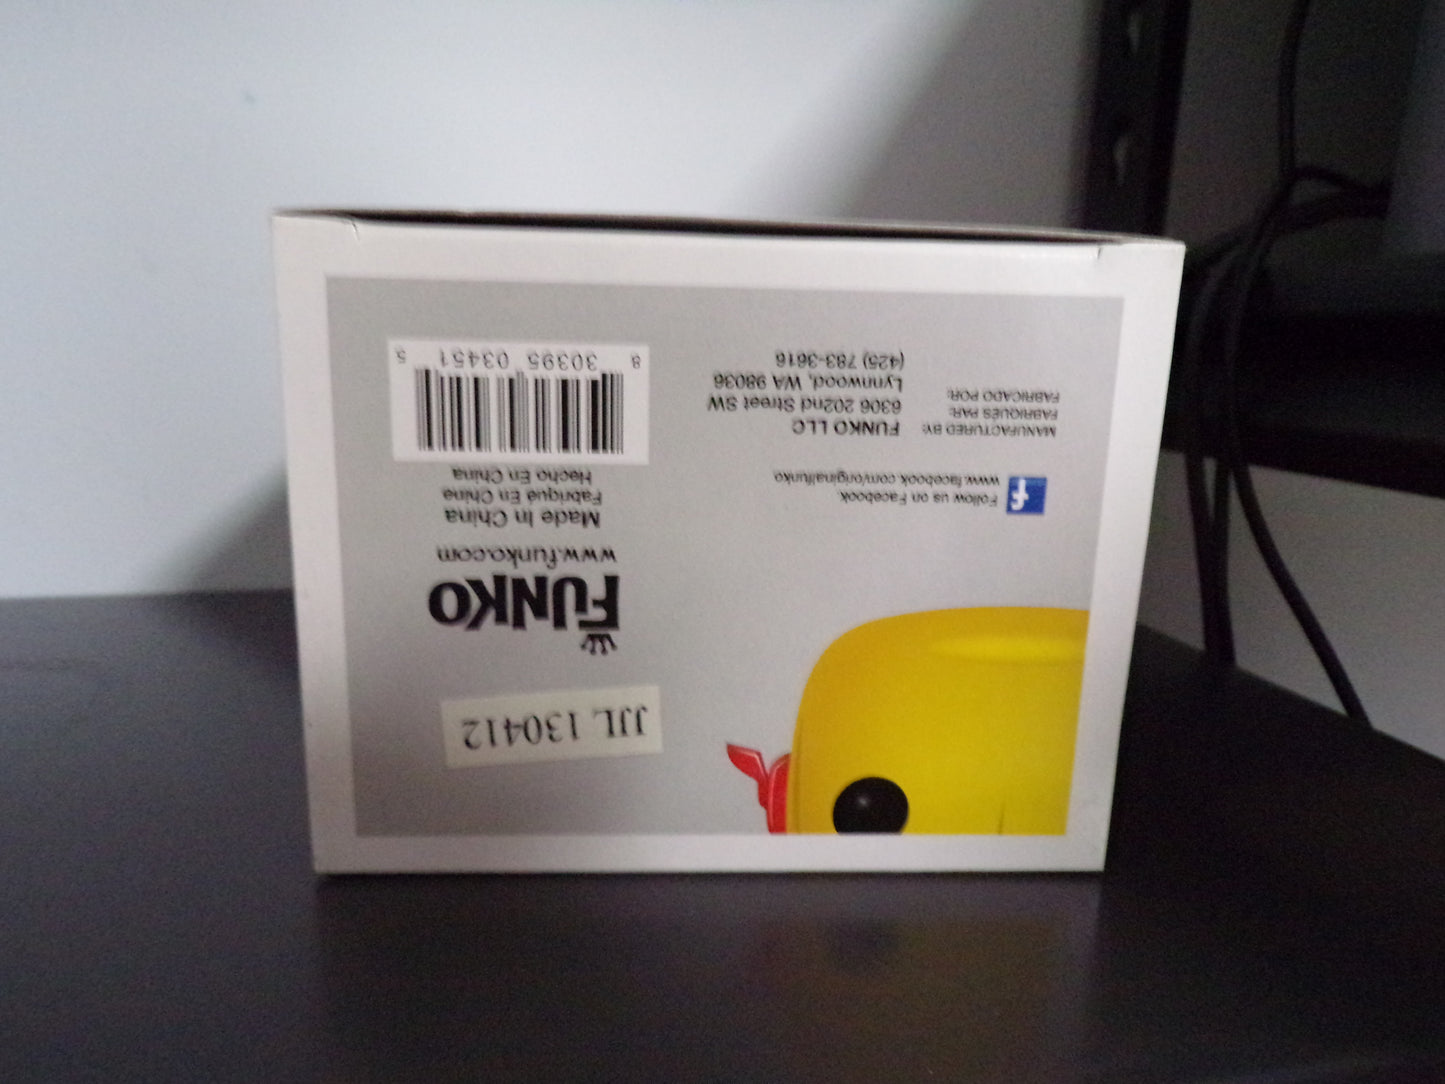 JJL 130412
FUNKO
www.funko.com
Made In China
Fabriqué En Chine
Hecho En China
8 30395 03451 5
Follow us on Facebook.
www.facebook.com/originalfunko
MANUFACTURED BY:
FABRIQUÉS PAR:
FABRICADO POR:
FUNKO LLC
6306 202nd Street SW
Lynnwood, WA 98036
(425) 783-3616